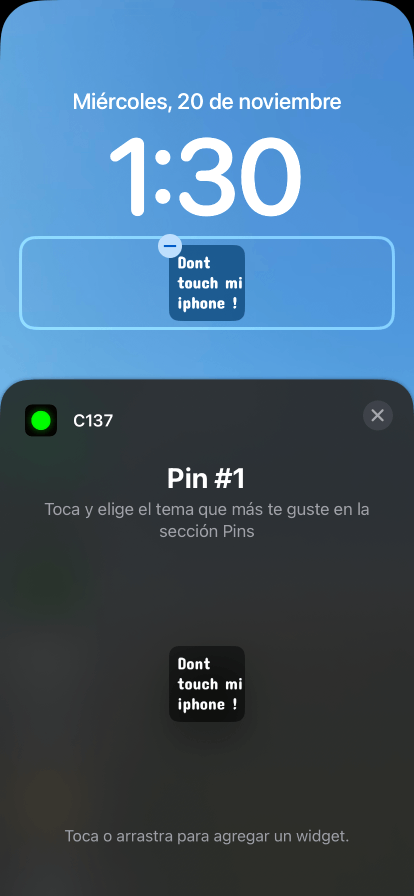 Miércoles, 20 de noviembre
1:30
Dont
touch mi
iphone !
C137
Pin #1
Toca y elige el tema que más te guste en la
sección Pins
Dont
touch mi
iphone !
Toca o arrastra para agregar un widget.